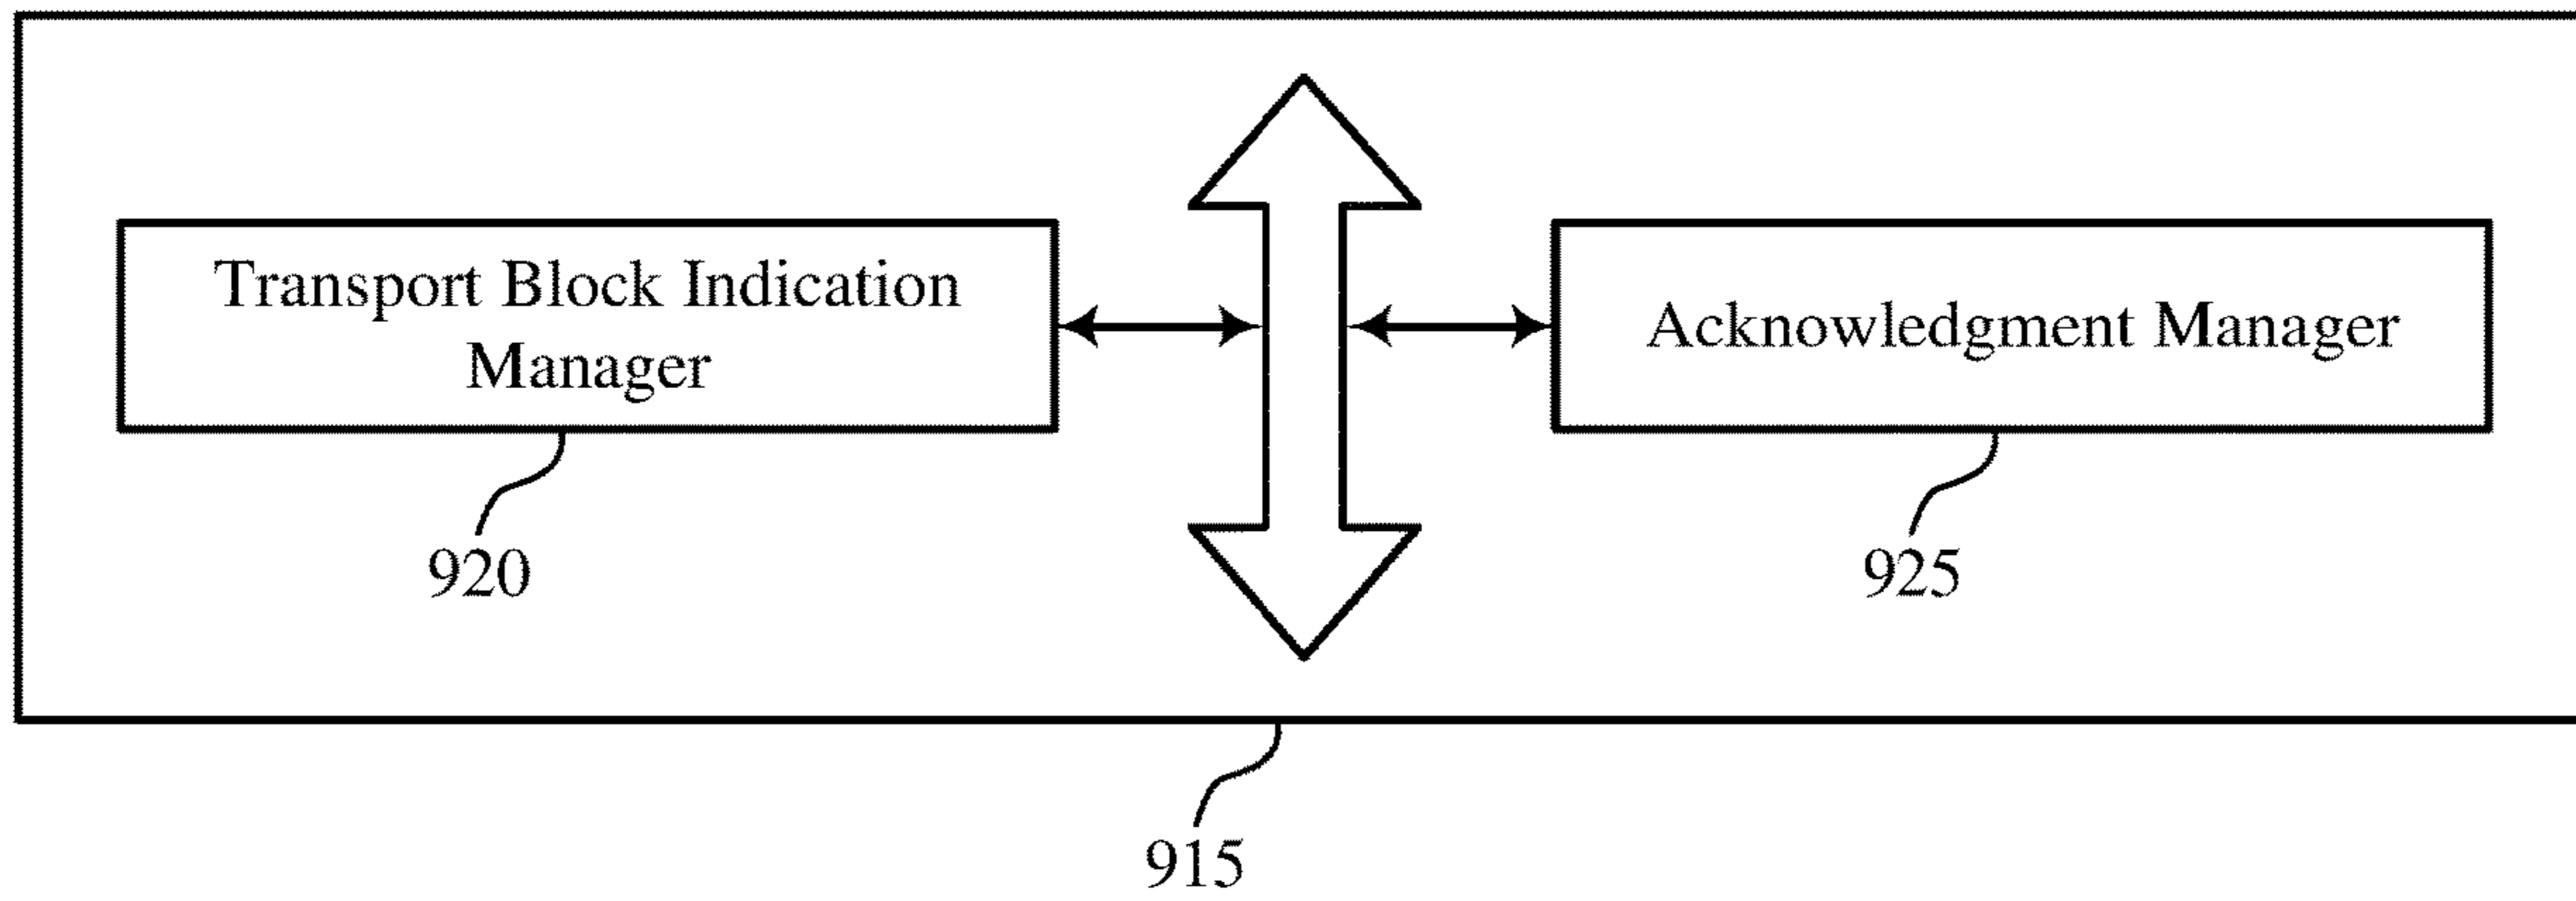 Transport Block Indication
Manager
Acknowledgment Manager
920
925
915